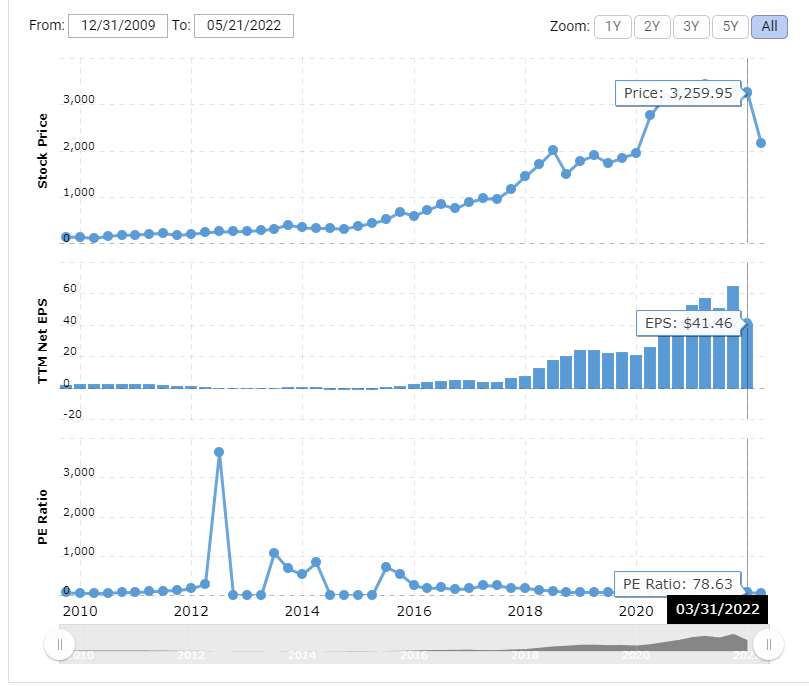 From: 12/31/2009 To: 05/21/2022 Zoom: 1Y 2Y 3Y 5Y All
Stock Price
3,000
2,000
1,000
0
Price: 3,259.95
TTM Net EPS
60
40
20
0
-20
EPS: $41.46
PE Ratio
3,000
2,000
1,000
0
PE Ratio: 78.63
2010 2012 2014 2016 2018 2020 03/31/2022
2010 2012 2014 2016 2018 2020